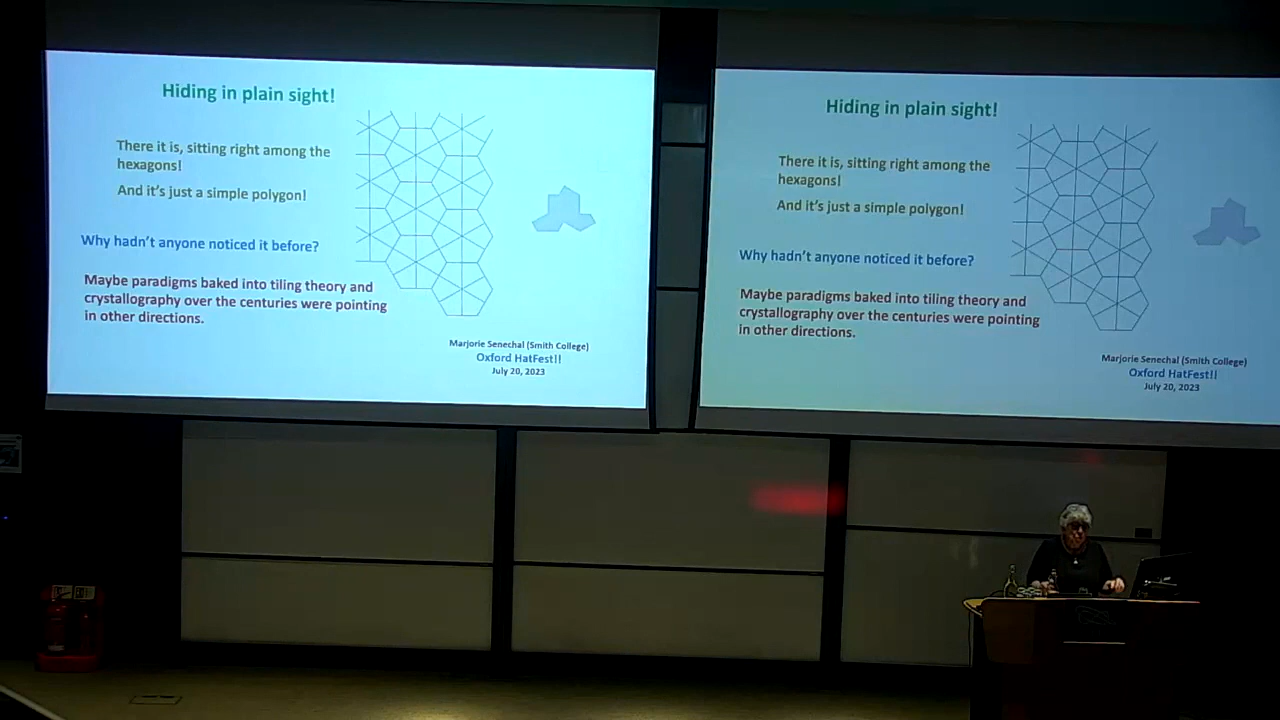 Hiding in plain sight!
There it is, sitting right among the
hexagons!
And it's just a simple polygon!
Why hadn't anyone noticed it before?
Maybe paradigms baked into tiling theory and
crystallography over the centuries were pointing
in other directions.
Marjorie Senechal (Smith College)
Oxford HatFest!!
July 20, 2023
Hiding in plain sight!
There it is, sitting right among the
hexagons!
And it's just a simple polygon!
Why hadn't anyone noticed it before?
Maybe paradigms baked into tiling theory and
crystallography over the centuries were pointing
in other directions.
Marjorie Senechal (Smith College)
Oxford HatFest!!
July 20, 2023